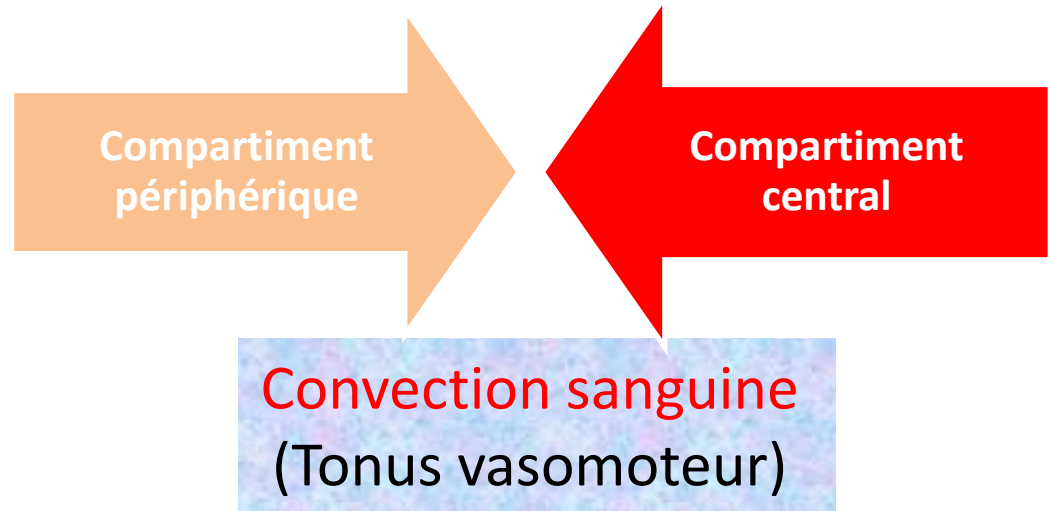 Compartiment
périphérique
Compartiment
central
Convection sanguine
(Tonus vasomoteur)